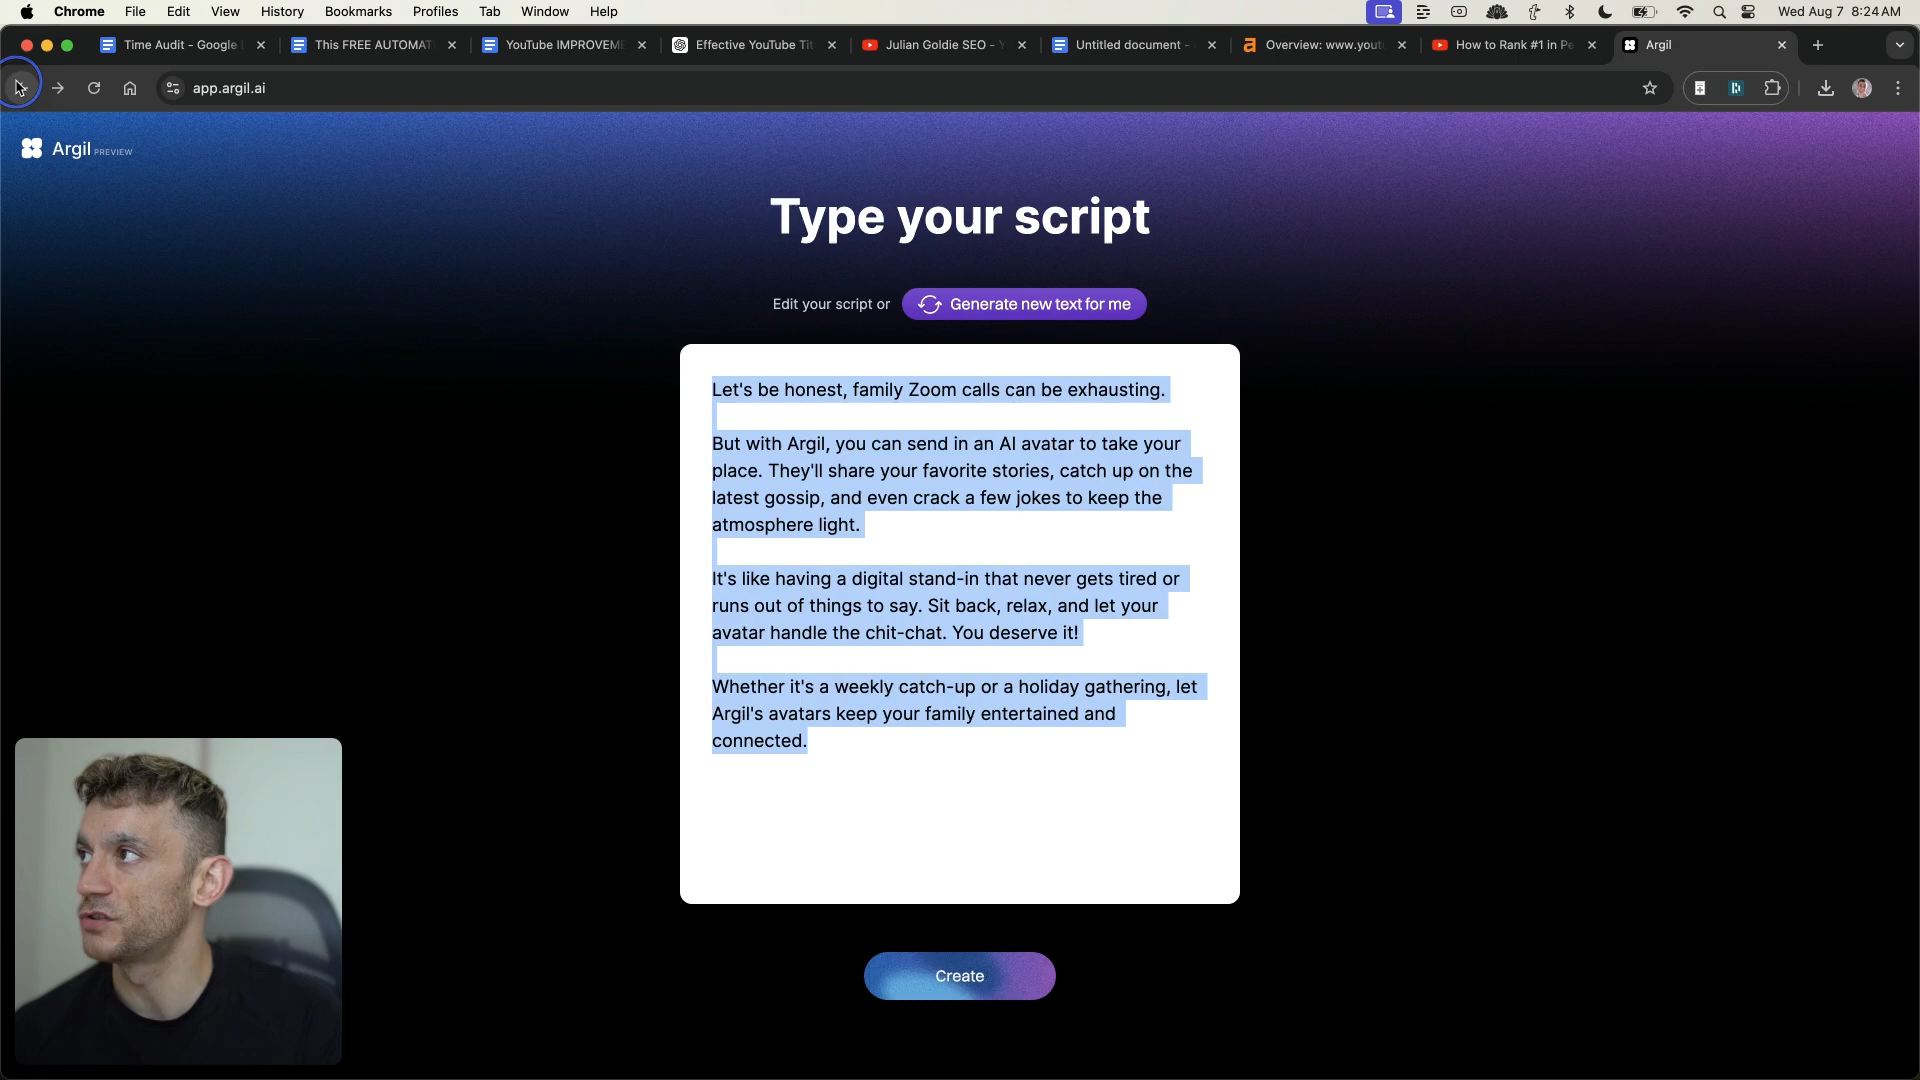 Chrome File Edit View History Bookmarks Profiles Tab Window Help Wed Aug 7 8:24 AM
Time Audit - Google This FREE AUTOMAT YouTube IMPROVEM Effective YouTube Tit Julian Goldie SEO - Y Untitled document - Overview: www.yout How to Rank #1 in Pe Argil
app.argil.ai
Argil PREVIEW
Type your script
Edit your script or Generate new text for me
Let's be honest, family Zoom calls can be exhausting.
But with Argil, you can send in an AI avatar to take your
place. They'll share your favorite stories, catch up on the
latest gossip, and even crack a few jokes to keep the
atmosphere light.
It's like having a digital stand-in that never gets tired or
runs out of things to say. Sit back, relax, and let your
avatar handle the chit-chat. You deserve it!
Whether it's a weekly catch-up or a holiday gathering, let
Argil's avatars keep your family entertained and
connected.
Create